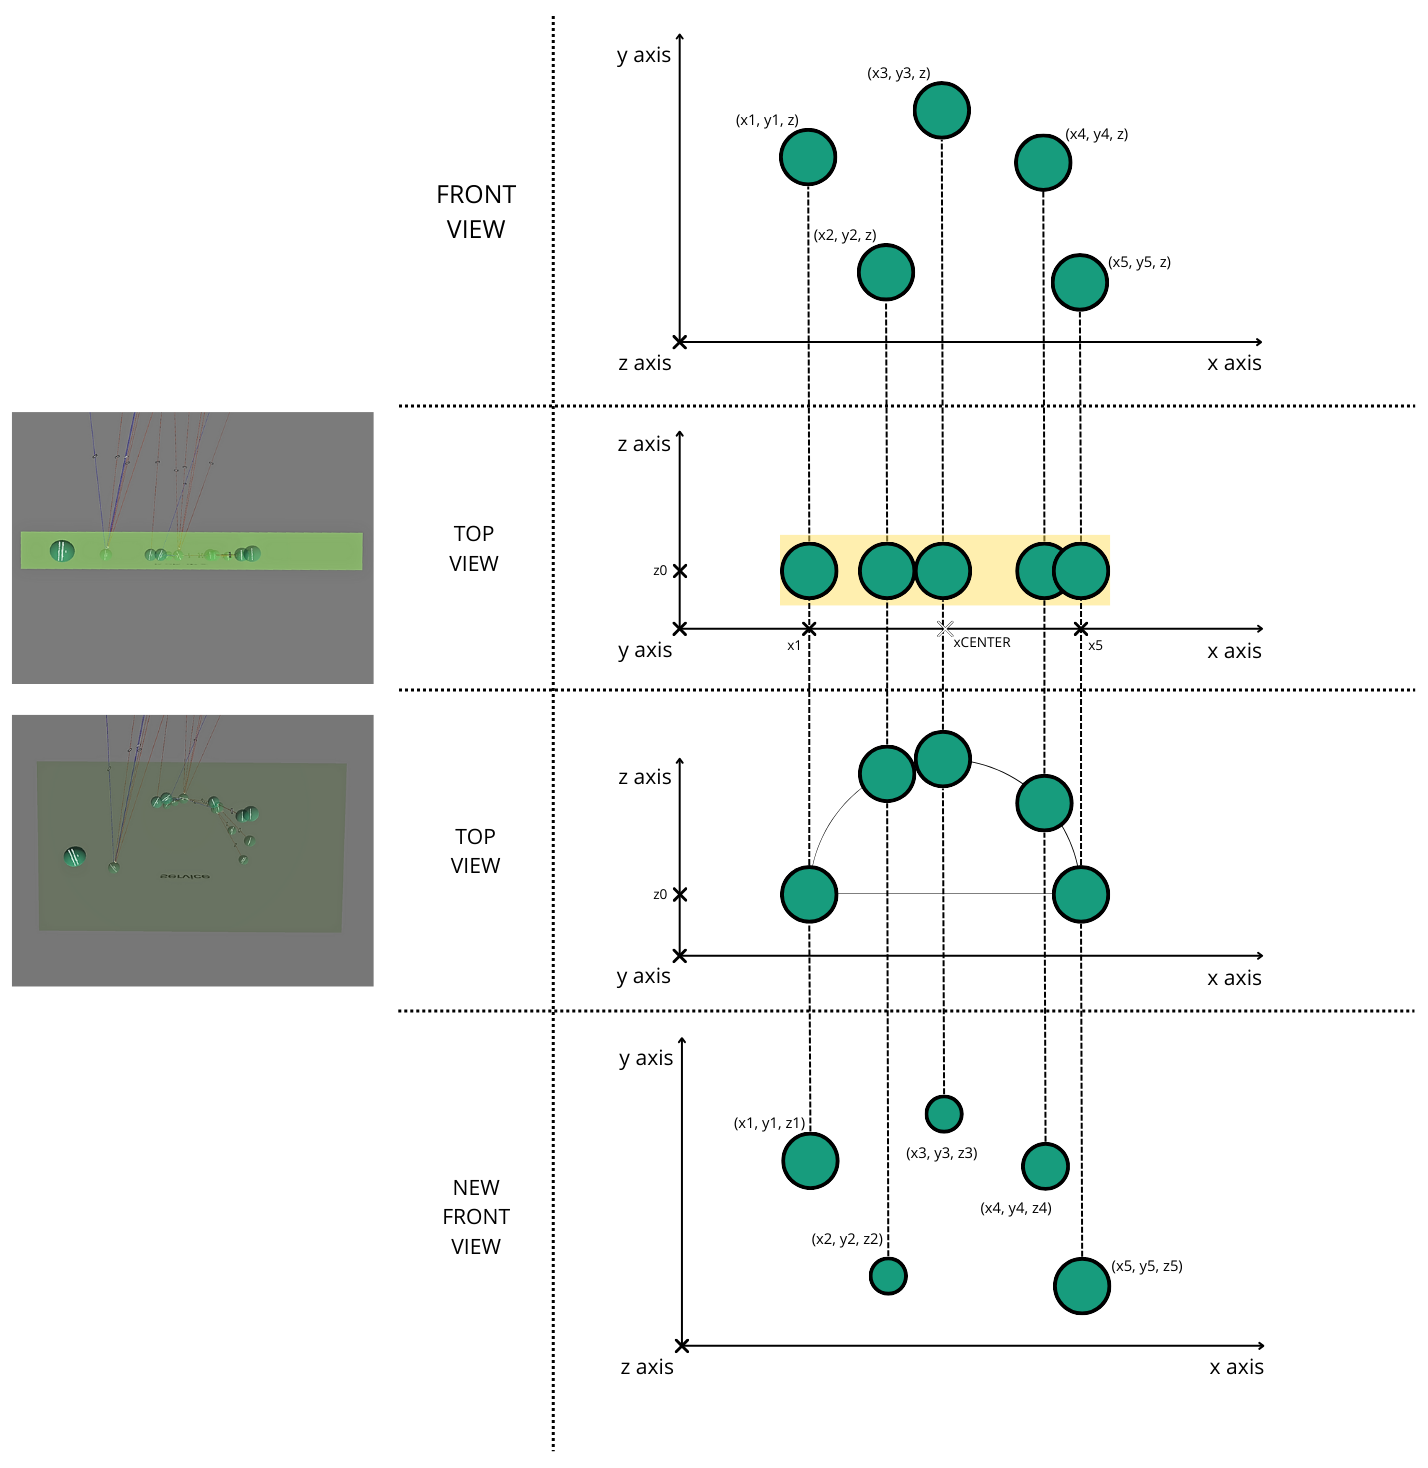 y axis
(x3, y3, z)
(x1, y1, z)
(x4, y4, z)
FRONT
VIEW
(x2, y2, z)
(x5, y5, z)
z axis
x axis
z axis
TOP
VIEW
z0
x1
xCENTER
x5
y axis
x axis
z axis
TOP
VIEW
service
z0
y axis
x axis
y axis
(x1, y1, z1)
(x3, y3, z3)
NEW
FRONT
VIEW
(x4, y4, z4)
(x2, y2, z2)
(x5, y5, z5)
z axis
x axis